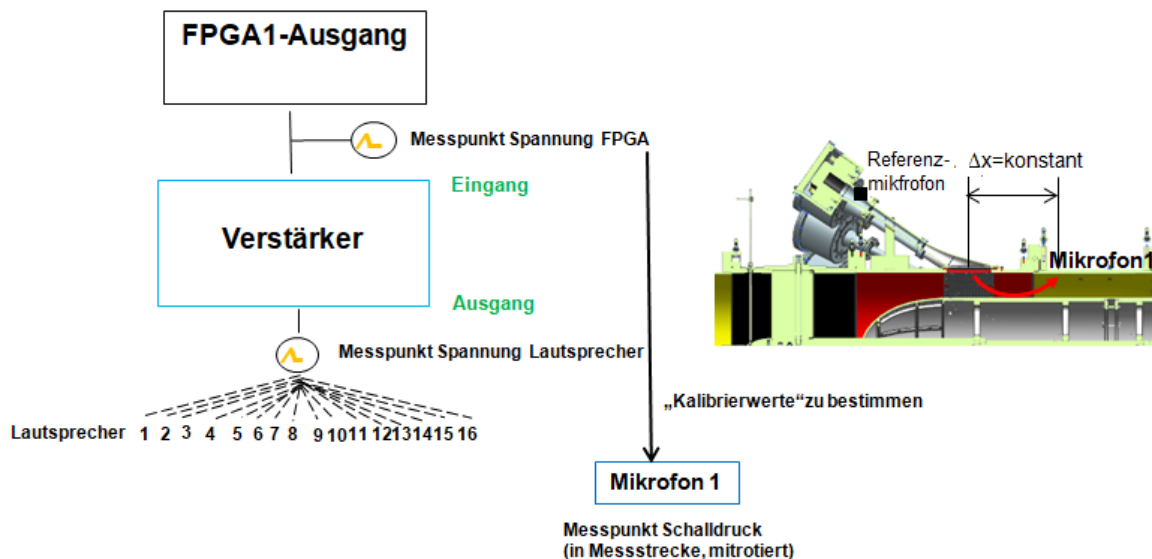 FPGA1-Ausgang
Messpunkt Spannung FPGA
Eingang
Verstärker
Ausgang
Messpunkt Spannung Lautsprecher
Lautsprecher 1 2 3 4 5 6 7 8 9 10 11 12 13 14 15 16
„Kalibrierwerte“zu bestimmen
Mikrofon 1
Messpunkt Schalldruck
(in Messstrecke, mitrotiert)
Referenz-
mikfrofon
Δx=konstant
Mikrofon1